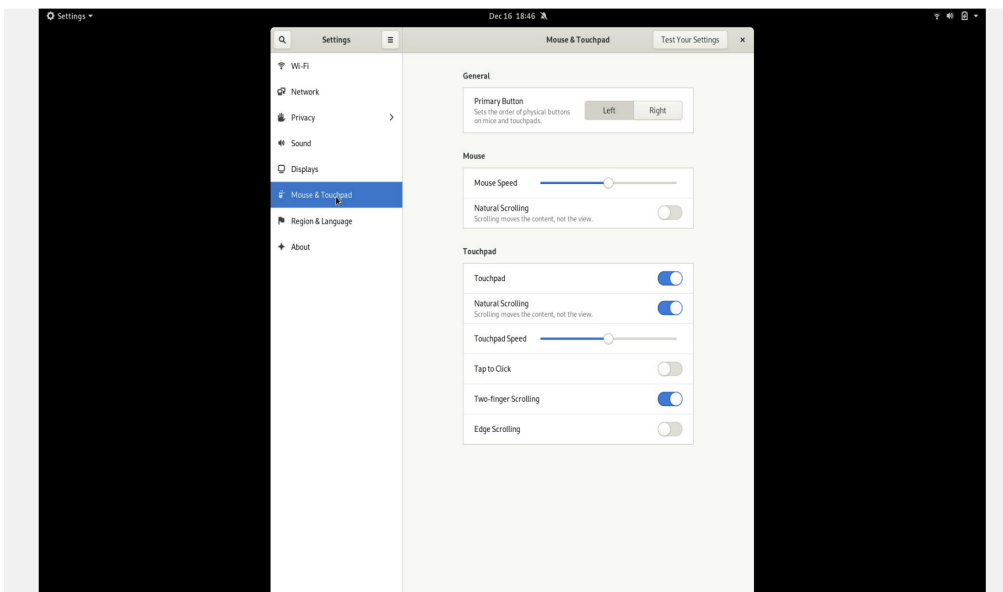 Settings
Dec 16 18:46
Settings
Mouse & Touchpad
Test Your Settings
Wi-Fi
Network
Privacy
Sound
Displays
Mouse & Touchpad
Region & Language
About
General
Primary Button
Sets the order of physical buttons
on mice and touchpads.
Left
Right
Mouse
Mouse Speed
Natural Scrolling
Scrolling moves the content, not the view.
Touchpad
Touchpad
Natural Scrolling
Scrolling moves the content, not the view.
Touchpad Speed
Tap to Click
Two-finger Scrolling
Edge Scrolling